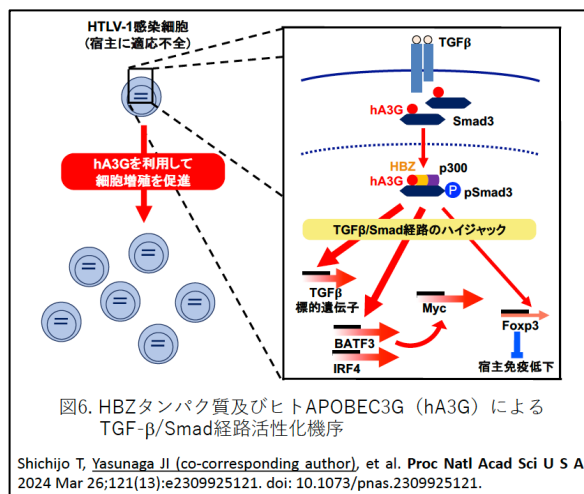 HTLV-1感染細胞
(宿主に適応不全)
hA3Gを利用して
細胞増殖を促進
TGFβ
hA3G
Smad3
HBZ
p300
hA3G
P
pSmad3
TGFβ/Smad経路のハイジャック
TGFβ
標的遺伝子
BATF3
IRF4
Myc
Foxp3
宿主免疫低下
図6. HBZタンパク質及びヒトAPOBEC3G（hA3G）による
TGF-β/Smad経路活性化機序
Shichijo T, Yasunaga JI (co-corresponding author), et al. Proc Natl Acad Sci U S A
2024 Mar 26;121(13):e2309925121. doi: 10.1073/pnas.2309925121.